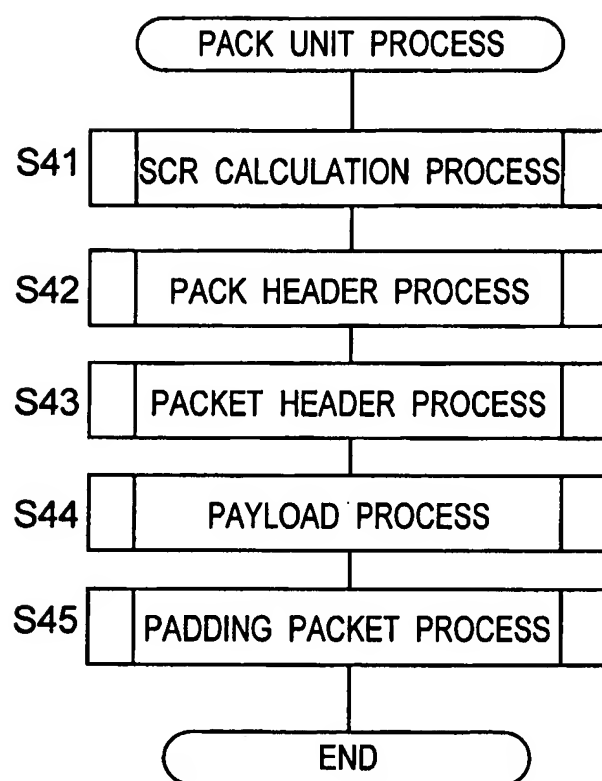 PACK UNIT PROCESS
S41 SCR CALCULATION PROCESS
S42 PACK HEADER PROCESS
S43 PACKET HEADER PROCESS
S44 PAYLOAD PROCESS
S45 PADDING PACKET PROCESS
END